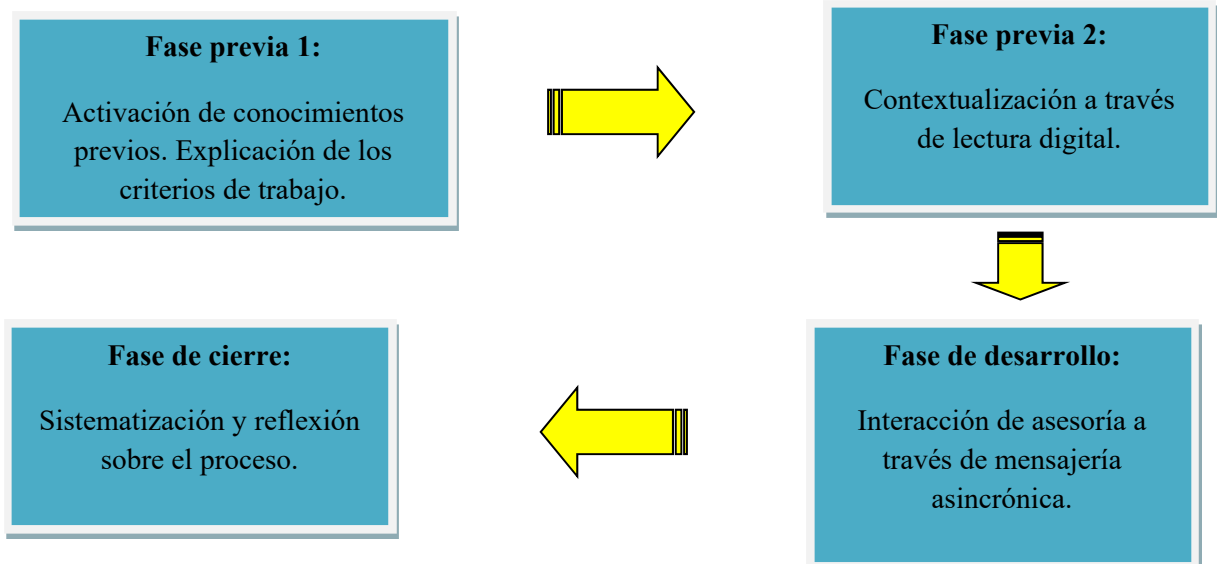 Fase previa 1:
Activación de conocimientos
previos. Explicación de los
criterios de trabajo.
Fase previa 2:
Contextualización a través
de lectura digital.
Fase de desarrollo:
Interacción de asesoría a
través de mensajería
asincrónica.
Fase de cierre:
Sistematización y reflexión
sobre el proceso.